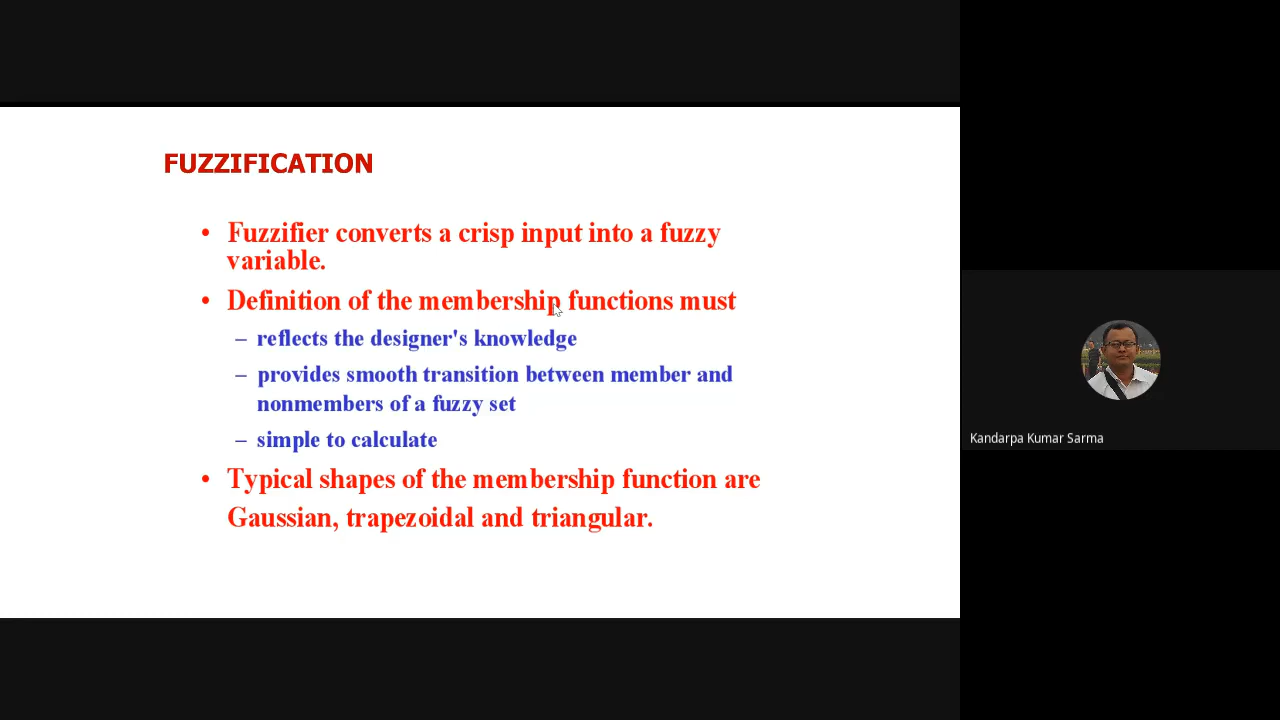 FUZZIFICATION
• Fuzzifier converts a crisp input into a fuzzy
variable.
• Definition of the membership functions must
– reflects the designer's knowledge
– provides smooth transition between member and
nonmembers of a fuzzy set
– simple to calculate
• Typical shapes of the membership function are
Gaussian, trapezoidal and triangular.
Kandarpa Kumar Sarma